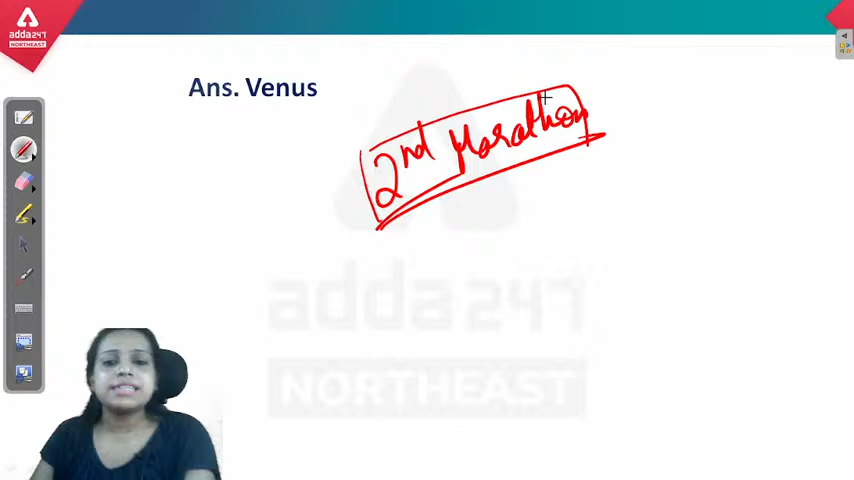 adda247
NORTHEAST
Ans. Venus
2nd Marathon
adda247
NORTHEAST